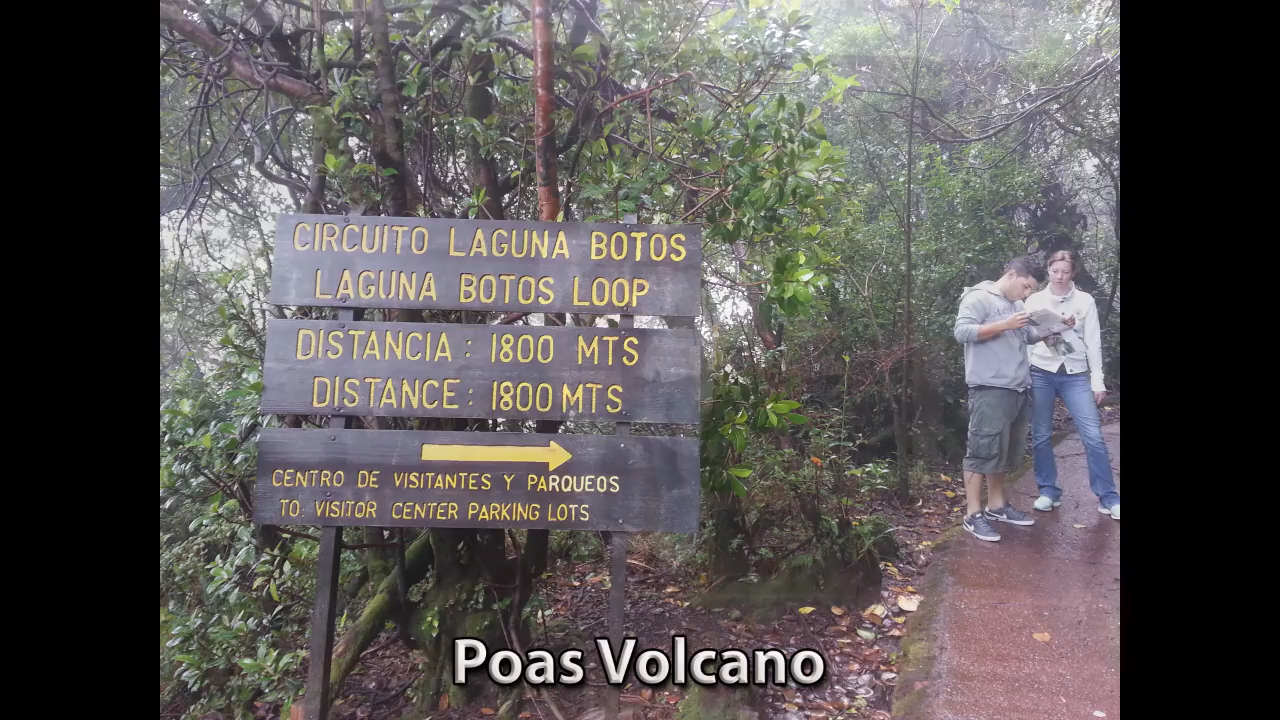 CIRCUITO LAGUNA BOTOS
LAGUNA BOTOS LOOP
DISTANCIA: 1800 MTS
DISTANCE: 1800 MTS
CENTRO DE VISITANTES Y PARQUEOS
TO: VISITOR CENTER PARKING LOTS
Poas Volcano